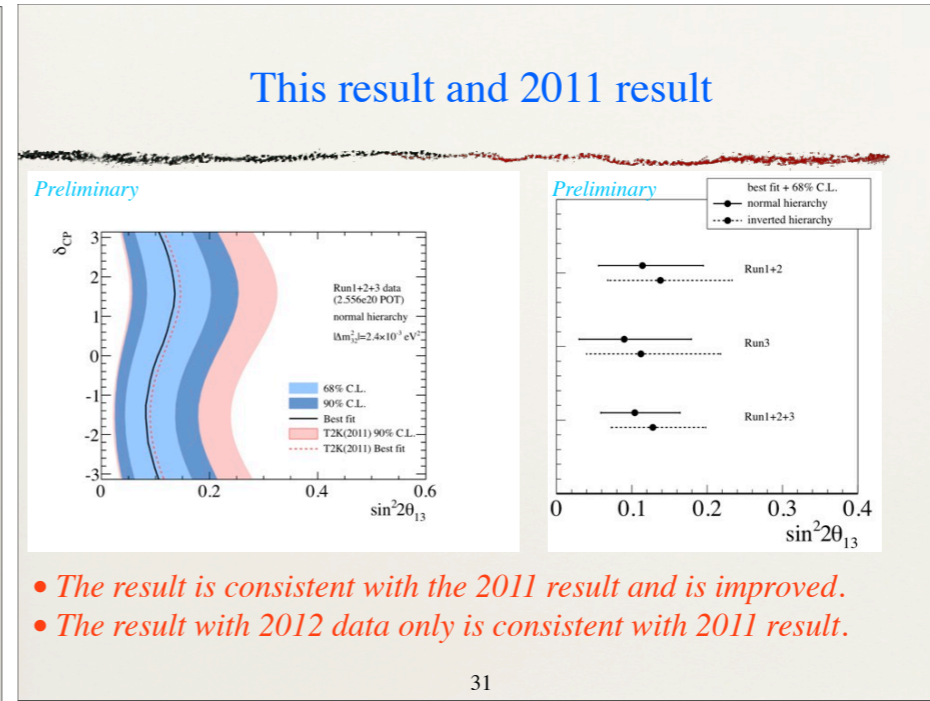 This result and 2011 result
Preliminary
δCP
3
2
1
0
-1
-2
-3
0
0.2
0.4
0.6
sin²2θ₁₃
Run1+2+3 data
(2.556e20 POT)
normal hierarchy
|Δm²₃₂|=2.4×10⁻³ eV²
68% C.L.
90% C.L.
Best fit
T2K(2011) 90% C.L.
T2K(2011) Best fit
Preliminary
best fit + 68% C.L.
normal hierarchy
inverted hierarchy
Run1+2
Run3
Run1+2+3
0
0.1
0.2
0.3
0.4
sin²2θ₁₃
• The result is consistent with the 2011 result and is improved.
• The result with 2012 data only is consistent with 2011 result.
31